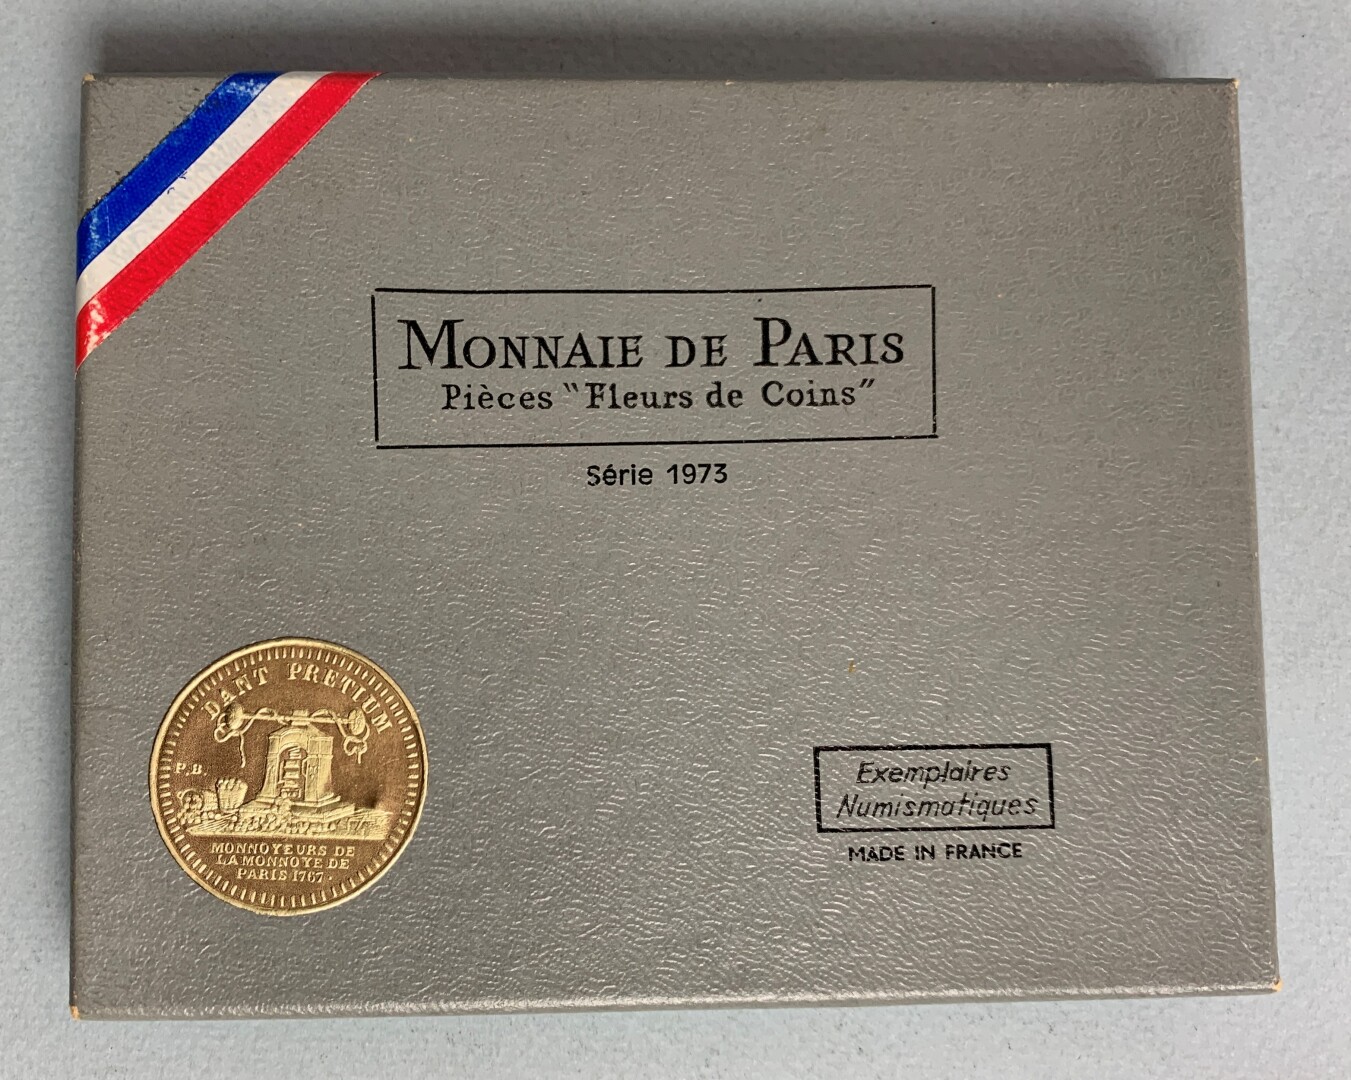 MONNAIE DE PARIS
Pièces "Fleurs de Coins"
Série 1973
DANT PRETIUM
P.B.
MONNOYEURS DE
LA MONNOYE DE
PARIS 1767.
Exemplaires
Numismatiques
MADE IN FRANCE